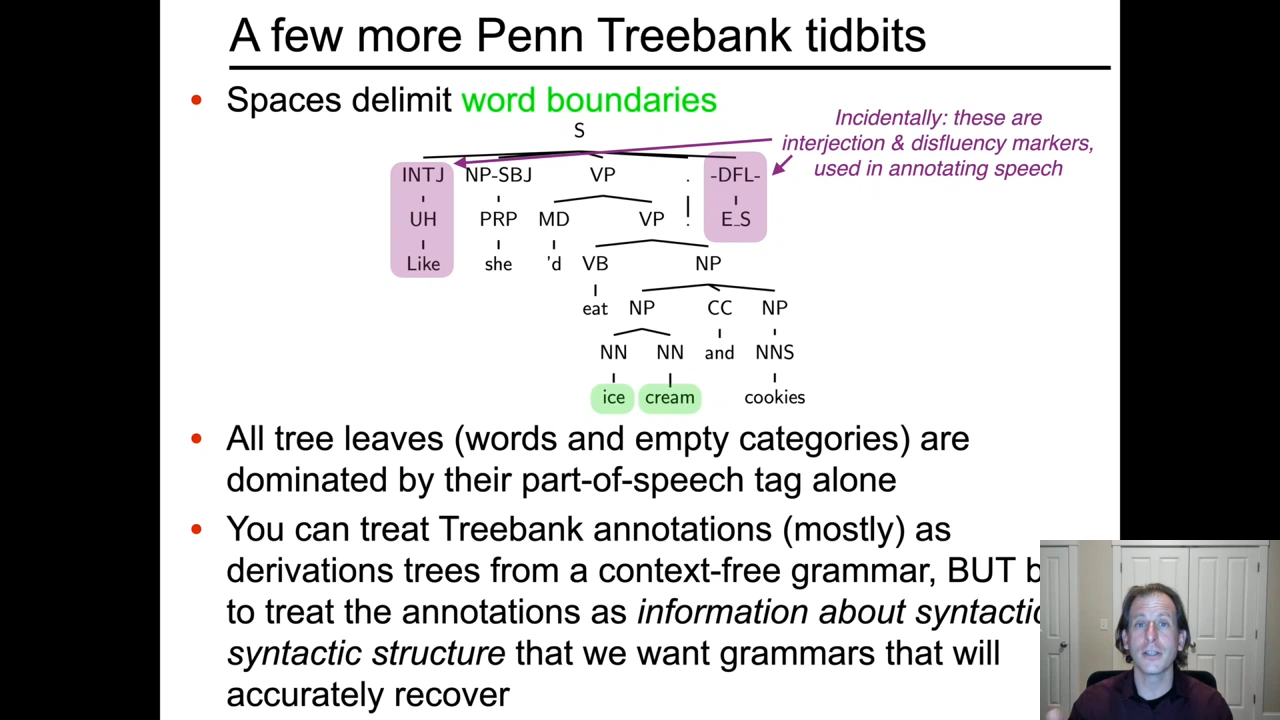 A few more Penn Treebank tidbits
• Spaces delimit word boundaries
Incidentally: these are
interjection & disfluency markers,
used in annotating speech
S
INTJ NP-SBJ VP . -DFL-
UH PRP MD VP . E_S
Like she 'd VB NP
eat NP CC NP
NN NN and NNS
ice cream cookies
• All tree leaves (words and empty categories) are
dominated by their part-of-speech tag alone
• You can treat Treebank annotations (mostly) as
derivations trees from a context-free grammar, BUT
to treat the annotations as information about syntactic
syntactic structure that we want grammars that will
accurately recover